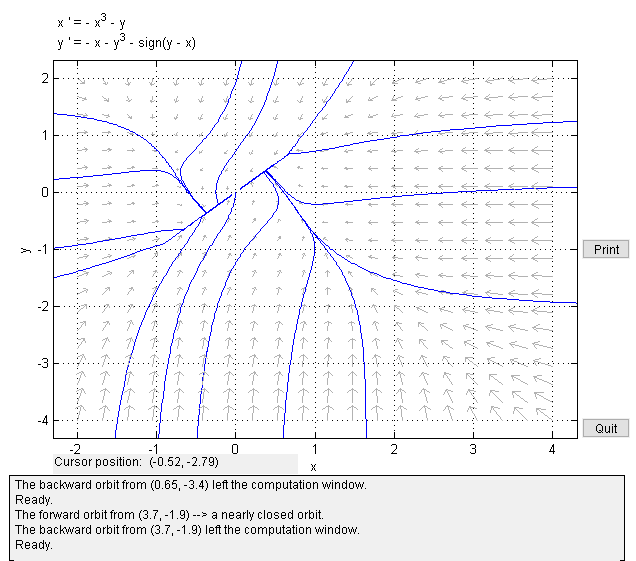 x ' = - x³ - y
y ' = - x - y³ - sign(y - x)
2
1
0
-1
-2
-3
-4
y
-2 -1 0 1 2 3 4
x
Print
Quit
Cursor position: (-0.52, -2.79)
The backward orbit from (0.65, -3.4) left the computation window.
Ready.
The forward orbit from (3.7, -1.9) --> a nearly closed orbit.
The backward orbit from (3.7, -1.9) left the computation window.
Ready.